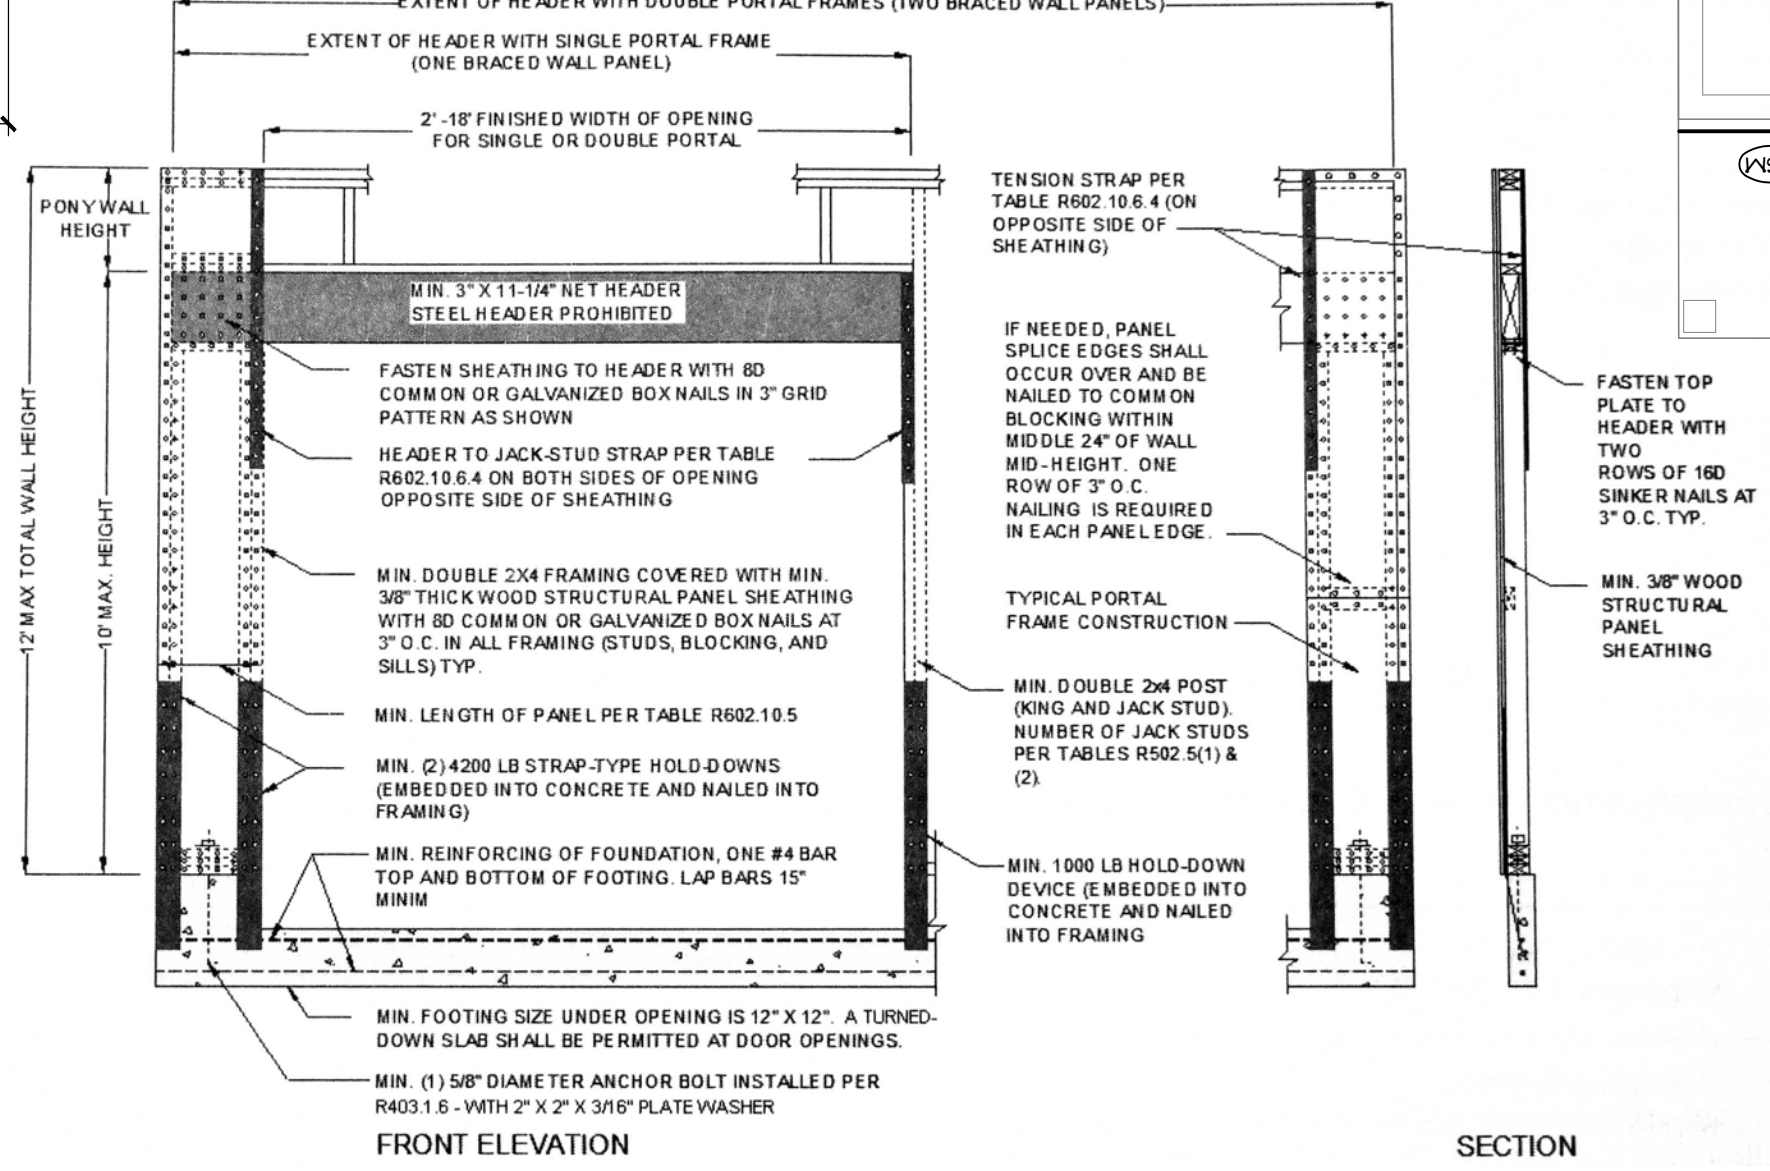 EXTENT OF HEADER WITH DOUBLE PORTAL FRAMES (TWO BRACED WALL PANELS)
EXTENT OF HEADER WITH SINGLE PORTAL FRAME
(ONE BRACED WALL PANEL)
2' -18' FINISHED WIDTH OF OPENING
FOR SINGLE OR DOUBLE PORTAL
PONY WALL
HEIGHT
12' MAX TOTAL WALL HEIGHT
10' MAX. HEIGHT
MIN. 3" X 11-1/4" NET HEADER
STEEL HEADER PROHIBITED
FASTEN SHEATHING TO HEADER WITH 8D
COMMON OR GALVANIZED BOX NAILS IN 3" GRID
PATTERN AS SHOWN
HEADER TO JACK-STUD STRAP PER TABLE
R602.10.6.4 ON BOTH SIDES OF OPENING
OPPOSITE SIDE OF SHEATHING
MIN. DOUBLE 2X4 FRAMING COVERED WITH MIN.
3/8" THICK WOOD STRUCTURAL PANEL SHEATHING
WITH 8D COMMON OR GALVANIZED BOX NAILS AT
3" O.C. IN ALL FRAMING (STUDS, BLOCKING, AND
SILLS) TYP.
MIN. LENGTH OF PANEL PER TABLE R602.10.5
MIN. (2) 4200 LB STRAP-TYPE HOLD-DOWNS
(EMBEDDED INTO CONCRETE AND NAILED INTO
FRAMING)
MIN. REINFORCING OF FOUNDATION, ONE #4 BAR
TOP AND BOTTOM OF FOOTING. LAP BARS 15"
MINIM
MIN. FOOTING SIZE UNDER OPENING IS 12" X 12". A TURNED-
DOWN SLAB SHALL BE PERMITTED AT DOOR OPENINGS.
MIN. (1) 5/8" DIAMETER ANCHOR BOLT INSTALLED PER
R403.1.6 - WITH 2" X 2" X 3/16" PLATE WASHER
FRONT ELEVATION
TENSION STRAP PER
TABLE R602.10.6.4 (ON
OPPOSITE SIDE OF
SHEATHING)
IF NEEDED, PANEL
SPLICE EDGES SHALL
OCCUR OVER AND BE
NAILED TO COMMON
BLOCKING WITHIN
MIDDLE 24" OF WALL
MID-HEIGHT. ONE
ROW OF 3" O.C.
NAILING IS REQUIRED
IN EACH PANEL EDGE.
TYPICAL PORTAL
FRAME CONSTRUCTION
MIN. DOUBLE 2x4 POST
(KING AND JACK STUD).
NUMBER OF JACK STUDS
PER TABLES R502.5(1) &
(2).
MIN. 1000 LB HOLD-DOWN
DEVICE (EMBEDDED INTO
CONCRETE AND NAILED
INTO FRAMING
FASTEN TOP
PLATE TO
HEADER WITH
TWO
ROWS OF 16D
SINKER NAILS AT
3" O.C. TYP.
MIN. 3/8" WOOD
STRUCTURAL
PANEL
SHEATHING
SECTION